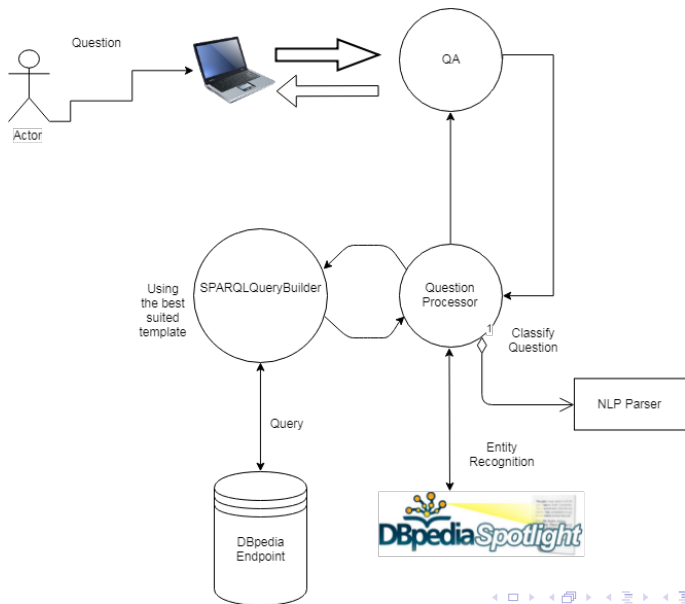 Question
QA
Actor
SPARQLQueryBuilder
Using
the best
suited
template
Question
Processor
1
Classify
Question
NLP Parser
Query
Entity
Recognition
DBpedia
Endpoint
DBpediaSpotlight